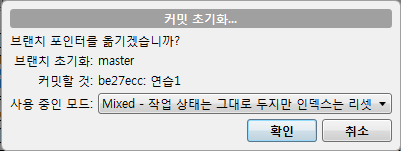 커밋 초기화...
브랜치 포인터를 옮기겠습니까?
브랜치 초기화: master
커밋할 것: be27ecc: 연습1
사용 중인 모드: Mixed - 작업 상태는 그대로 두지만 인덱스는 리셋
확인 취소